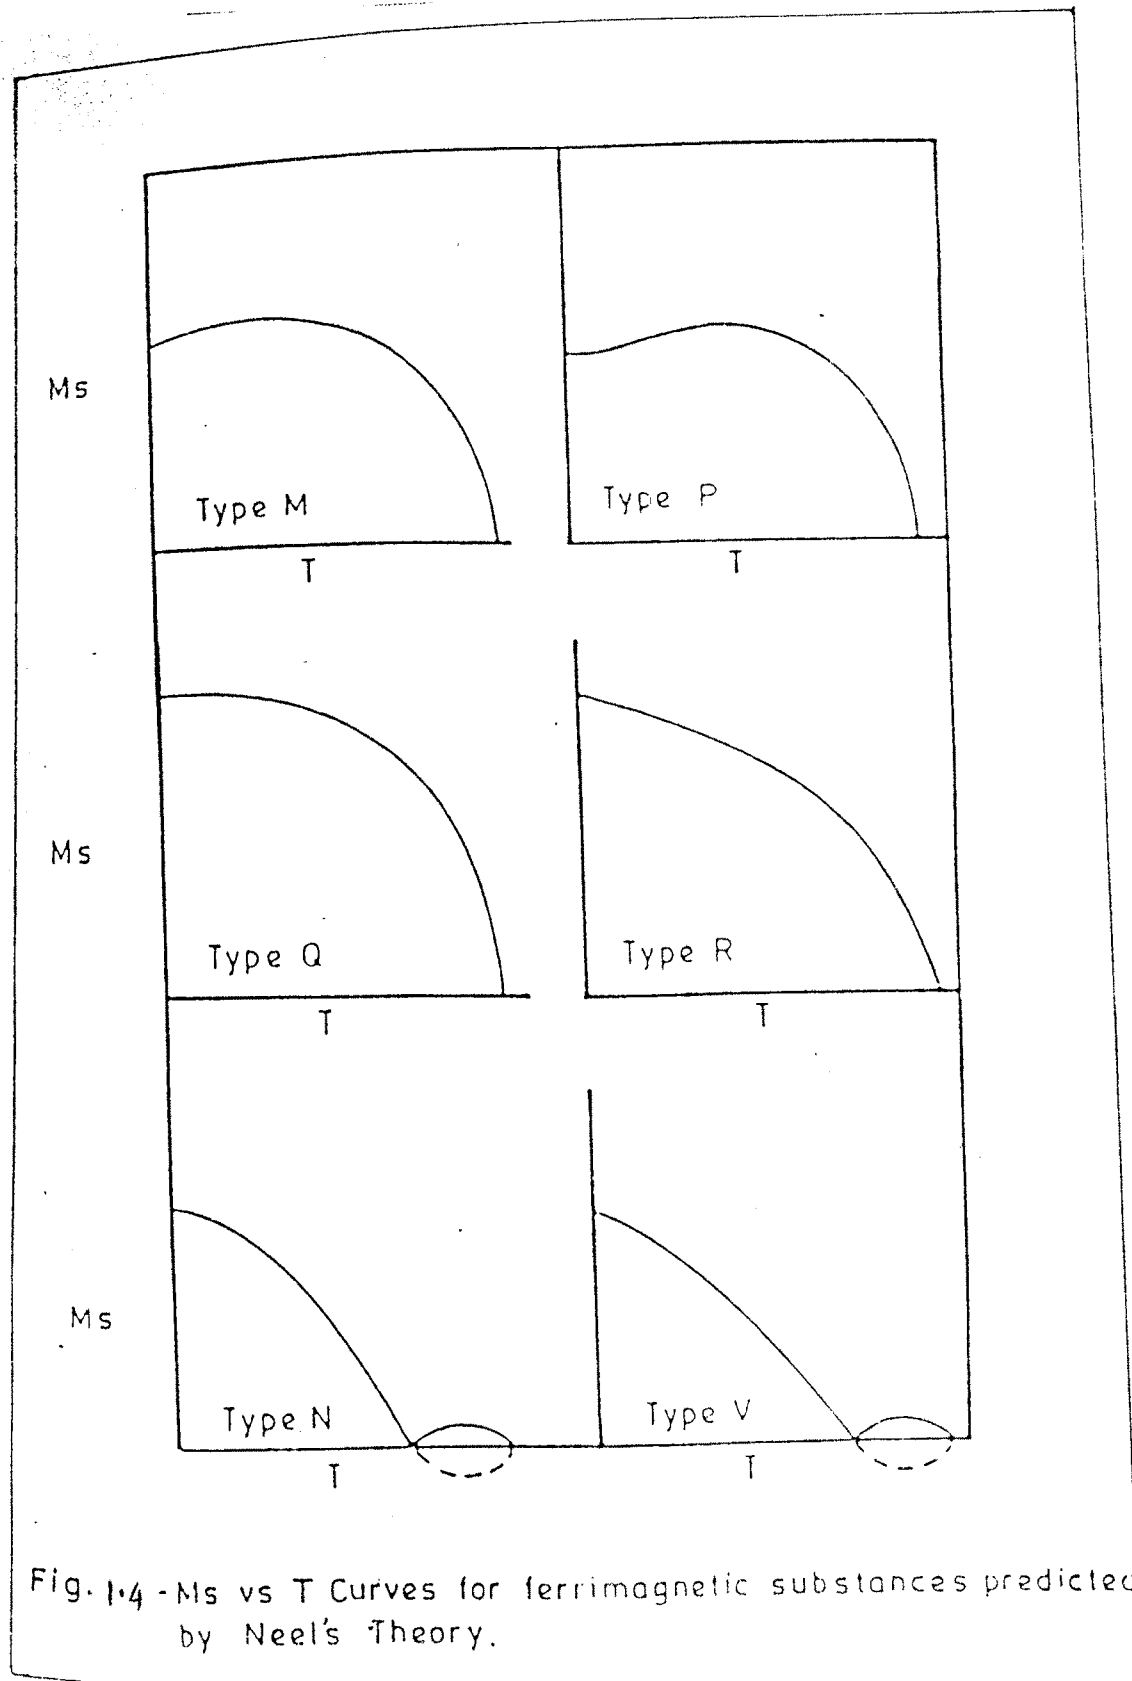 Ms
Type M
Type P
T
T
Ms
Type Q
Type R
T
T
Ms
Type N
Type V
T
T
Fig. 1.4 - Ms vs T Curves for ferrimagnetic substances predicted
by Neel's Theory.